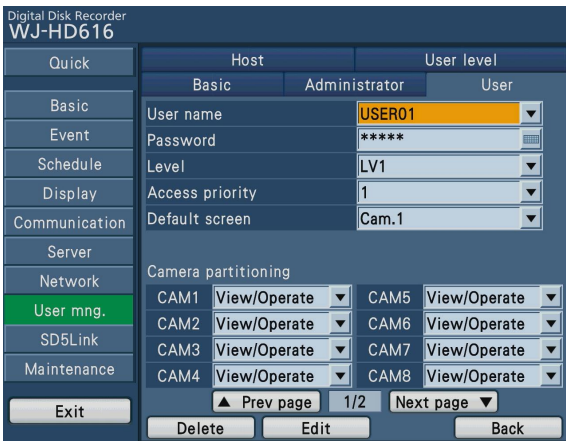 Digital Disk Recorder
WJ-HD616
Quick
Basic
Event
Schedule
Display
Communication
Server
Network
User mng.
SD5Link
Maintenance
Exit
Host User level
Basic Administrator User
User name USER01
Password *****
Level LV1
Access priority 1
Default screen Cam.1
Camera partitioning
CAM1 View/Operate CAM5 View/Operate
CAM2 View/Operate CAM6 View/Operate
CAM3 View/Operate CAM7 View/Operate
CAM4 View/Operate CAM8 View/Operate
▲ Prev page 1/2 Next page ▼
Delete Edit Back